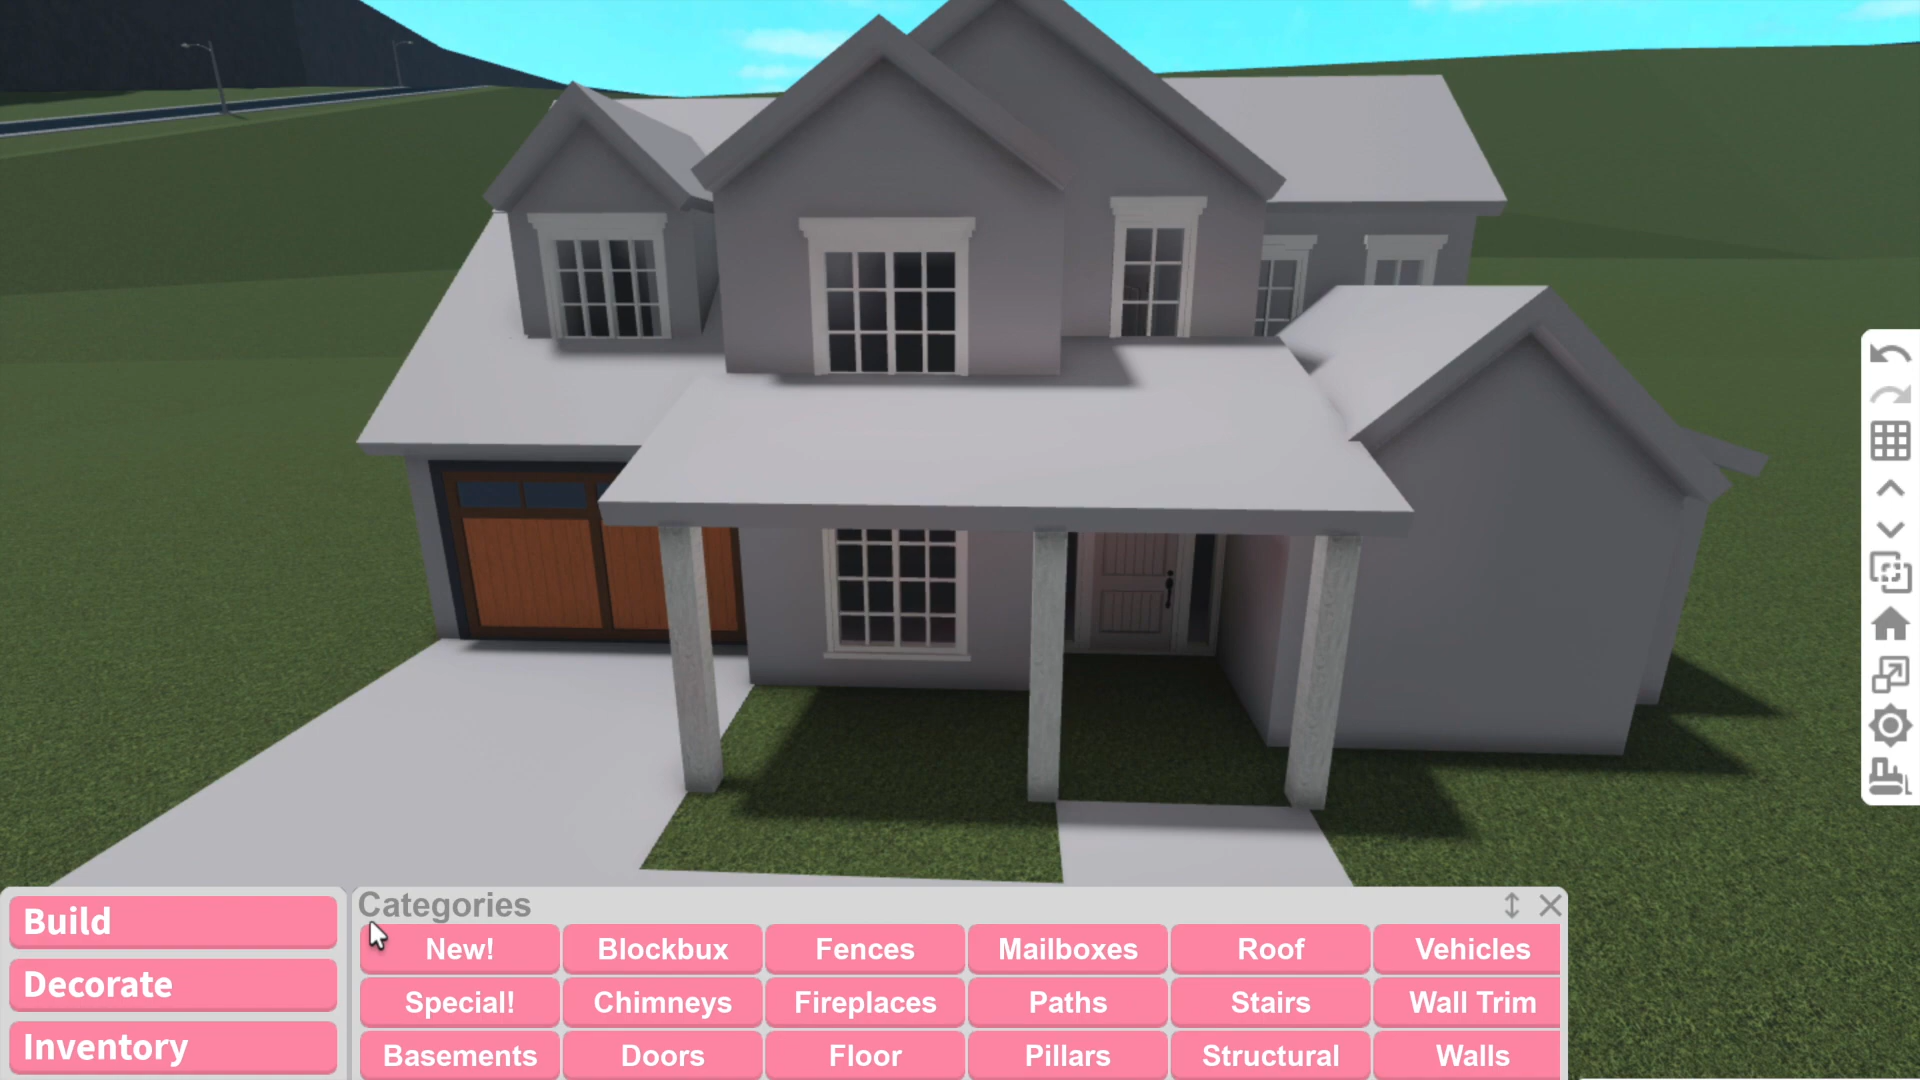 Build
Decorate
Inventory
Categories
New! Blockbux Fences Mailboxes Roof Vehicles
Special! Chimneys Fireplaces Paths Stairs Wall Trim
Basements Doors Floor Pillars Structural Walls